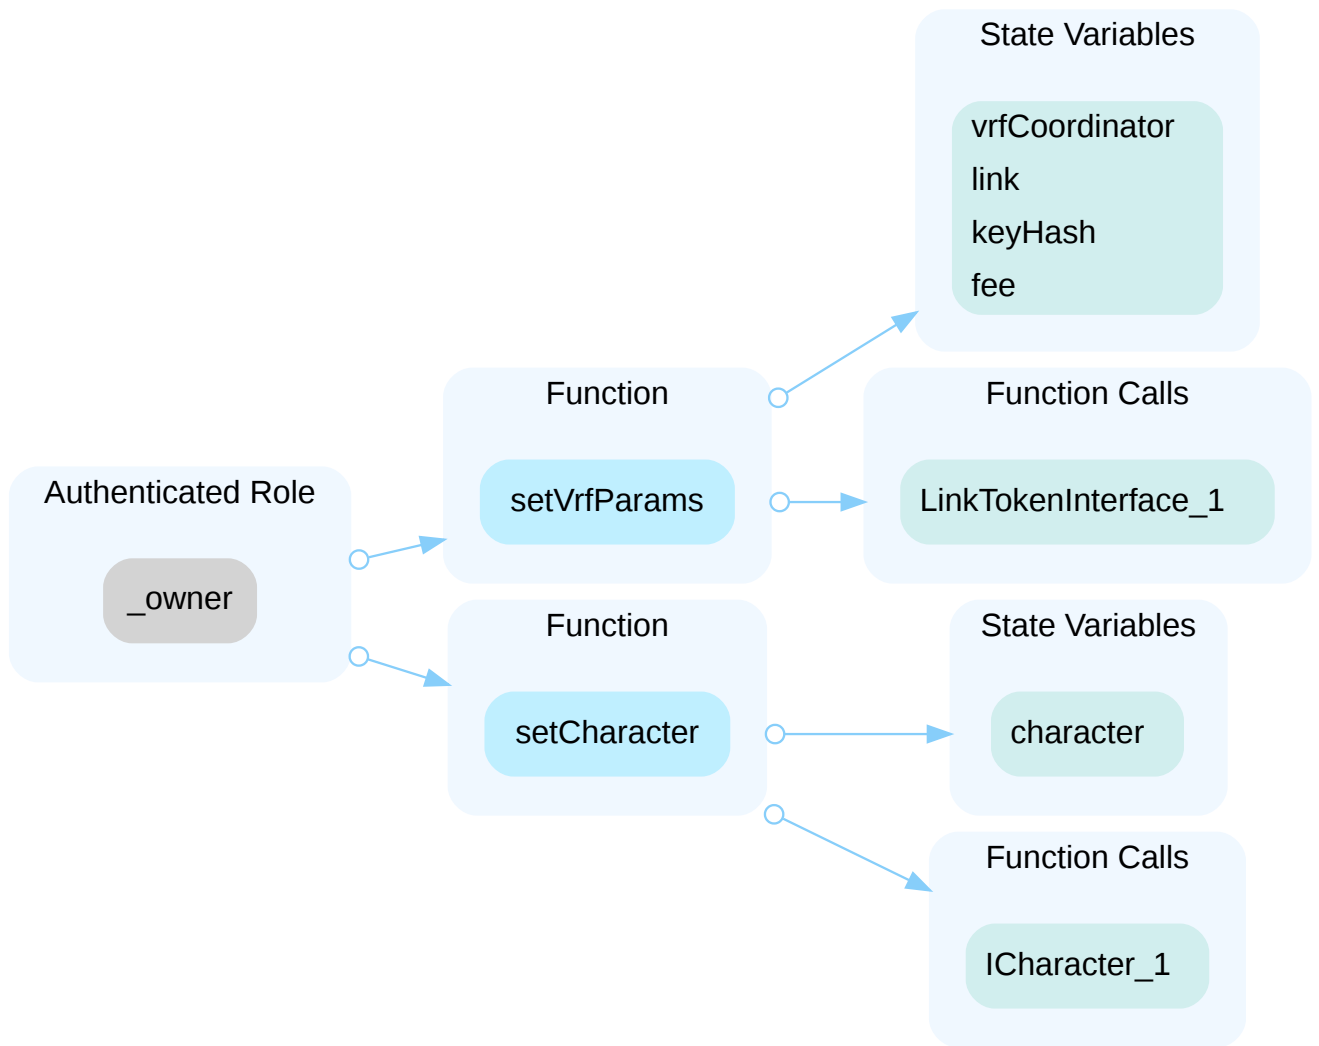 Authenticated Role
_owner
Function
setVrfParams
State Variables
vrfCoordinator
link
keyHash
fee
Function Calls
LinkTokenInterface_1
Function
setCharacter
State Variables
character
Function Calls
ICharacter_1